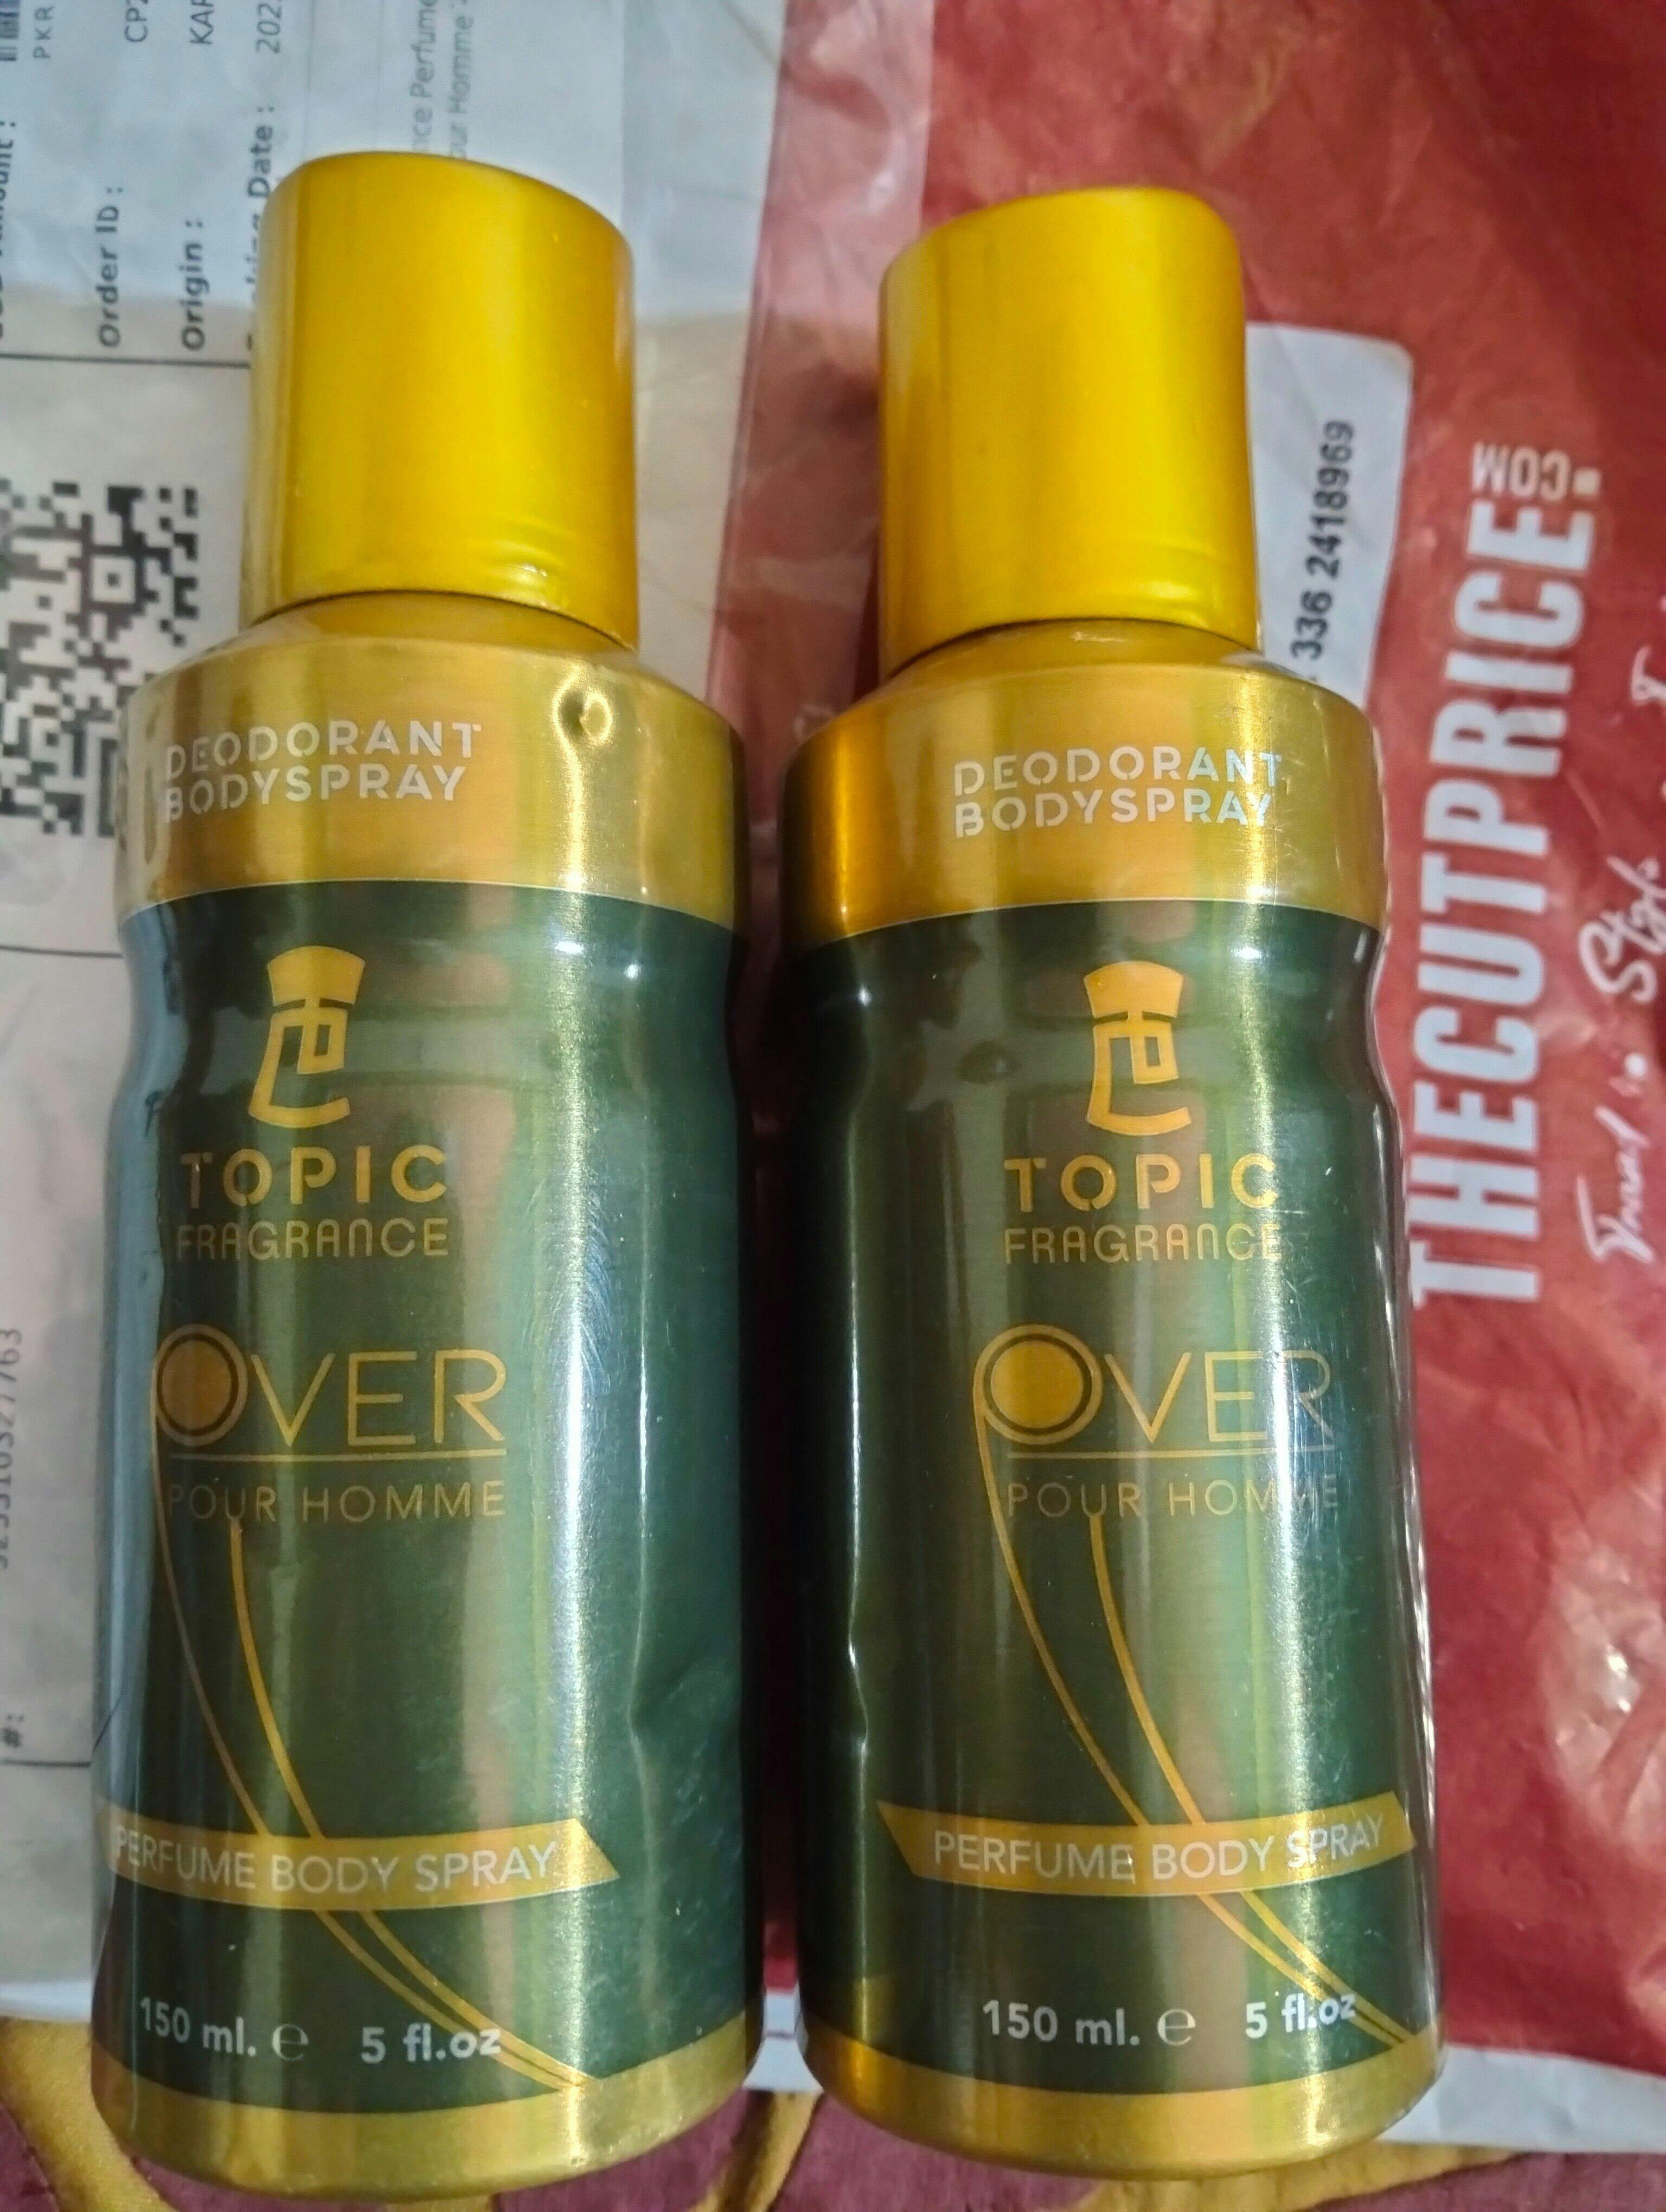 PKR
Order ID :
Origin :
Date :
Perfume
Homme
DEODORANT
BODYSPRAY
TOPIC
FRAGRANCE
OVER
POUR HOMME
PERFUME BODY SPRAY
150 ml. ℮ 5 fl.oz
DEODORANT
BODYSPRAY
TOPIC
FRAGRANCE
OVER
POUR HOMME
PERFUME BODY SPRAY
150 ml. ℮ 5 fl.oz
336 2418969
THECUTPRICE.COM
#: